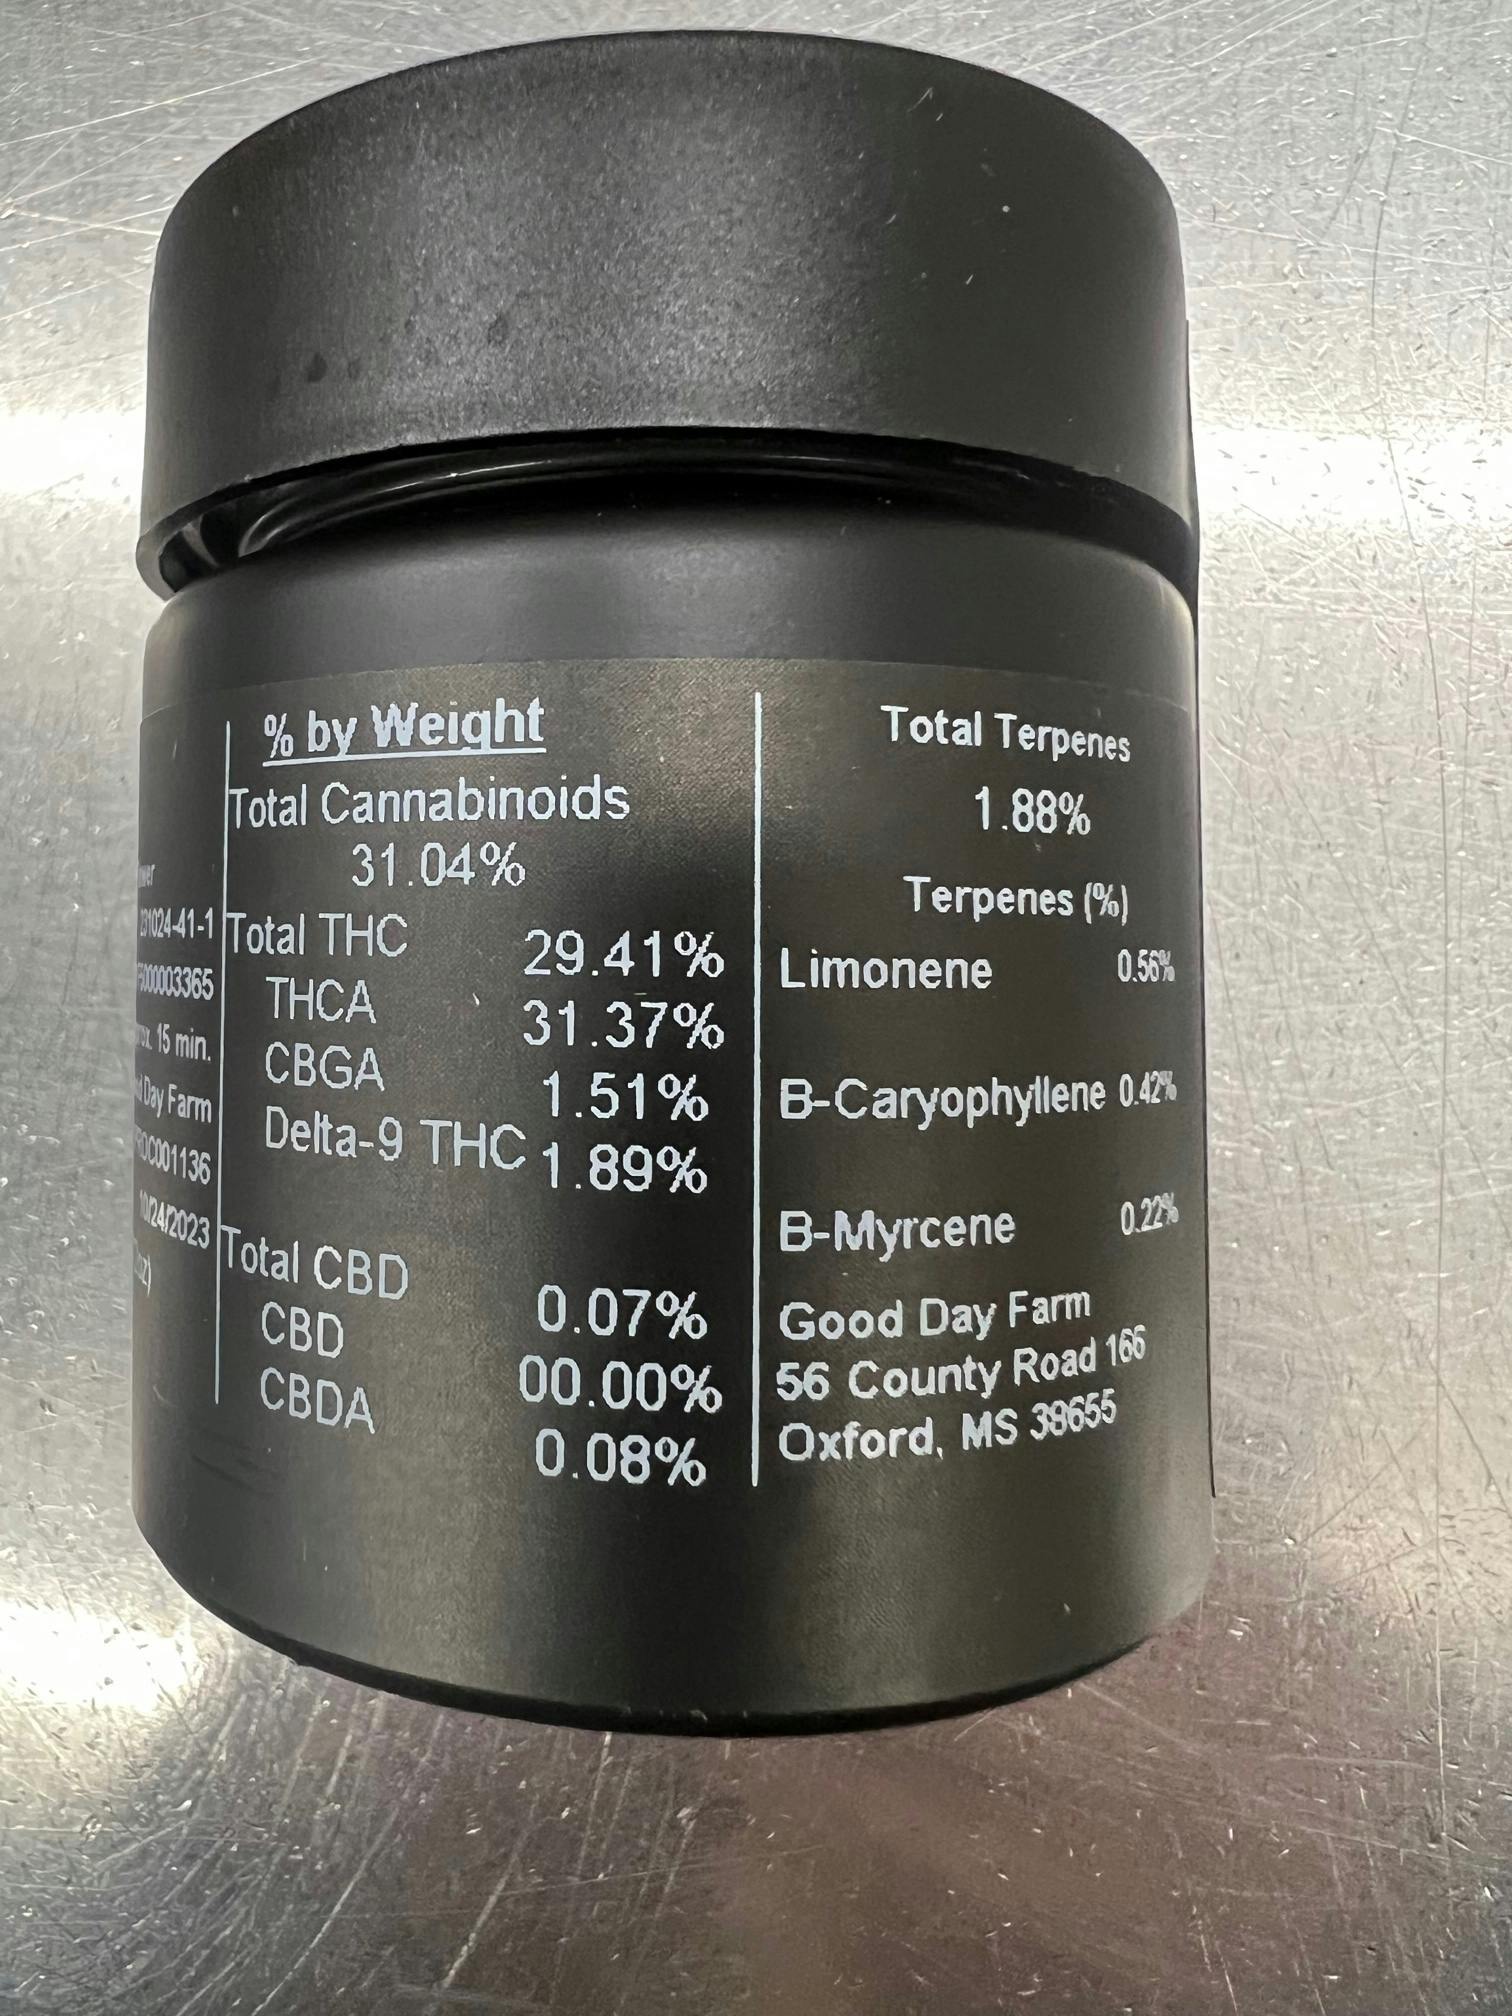 231024-41-1
15 min.
Day Farm
10/24/2023
% by Weight
Total Cannabinoids
31.04%
Total THC 29.41%
THCA 31.37%
CBGA 1.51%
Delta-9 THC 1.89%
Total CBD 0.07%
CBD 00.00%
CBDA 0.08%
Total Terpenes
1.88%
Terpenes (%)
Limonene 0.56%
B-Caryophyllene 0.42%
B-Myrcene 0.22%
Good Day Farm
56 County Road 166
Oxford, MS 38655